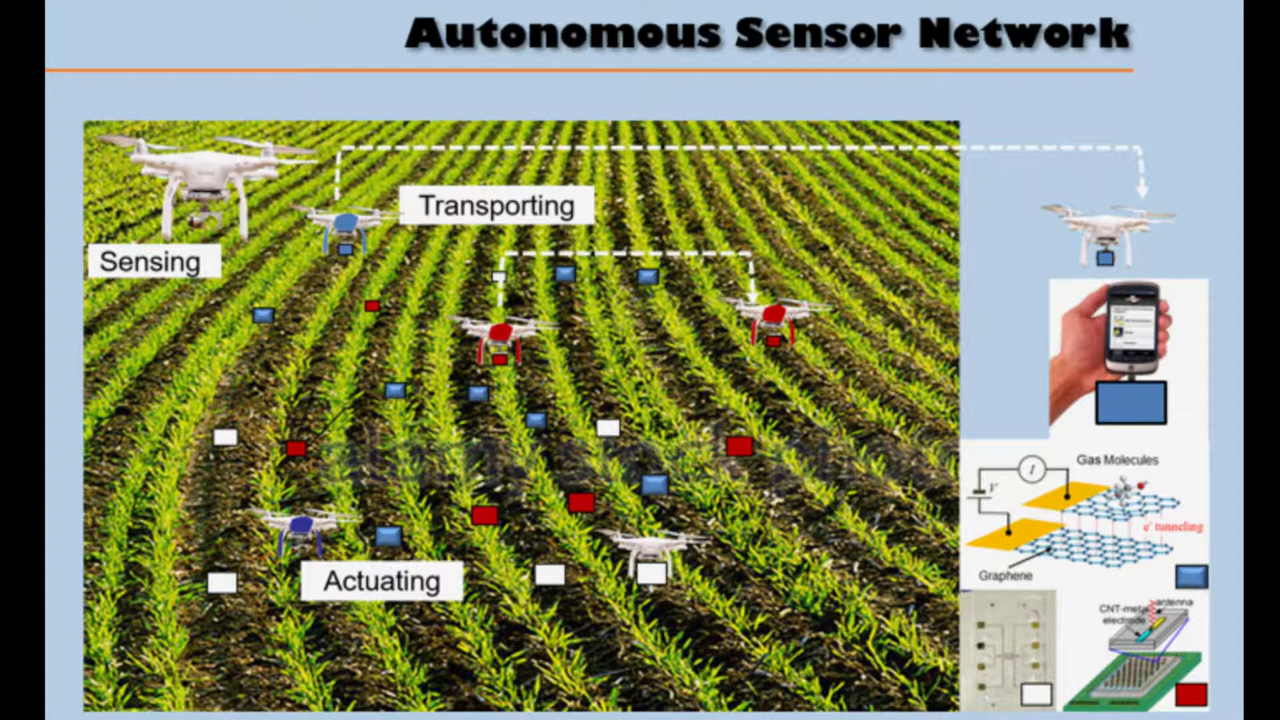 Autonomous Sensor Network
Transporting
Sensing
Actuating
Gas Molecules
I
V
e⁻ tunneling
Graphene
CNT-metal
electrode
antenna